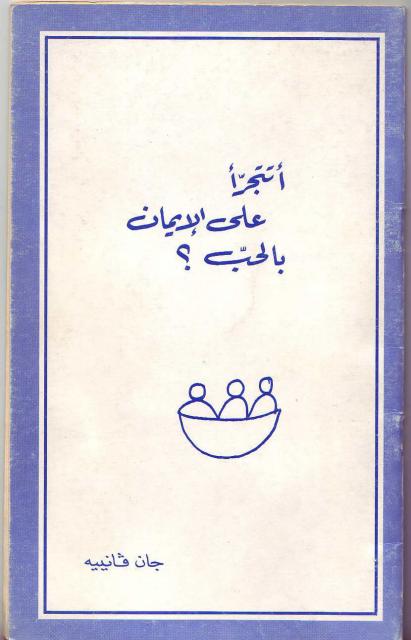 أتتجرّأ
على الإيمان
بالحبّ ؟
جان ڤانييه